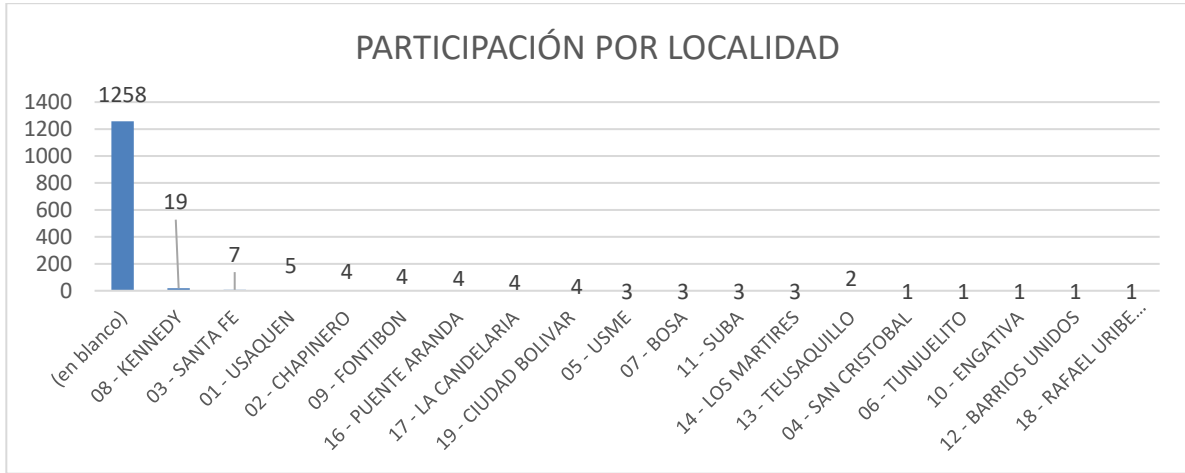 PARTICIPACIÓN POR LOCALIDAD
1400
1200
1000
800
600
400
200
0
1258
19
7
5
4
4
4
4
4
3
3
3
3
2
1
1
1
1
1
(en blanco)
08 - KENNEDY
03 - SANTA FE
01 - USAQUEN
02 - CHAPINERO
09 - FONTIBON
16 - PUENTE ARANDA
17 - LA CANDELARIA
19 - CIUDAD BOLIVAR
05 - USME
07 - BOSA
11 - SUBA
14 - LOS MARTIRES
13 - TEUSAQUILLO
04 - SAN CRISTOBAL
06 - TUNJUELITO
10 - ENGATIVA
12 - BARRIOS UNIDOS
18 - RAFAEL URIBE...